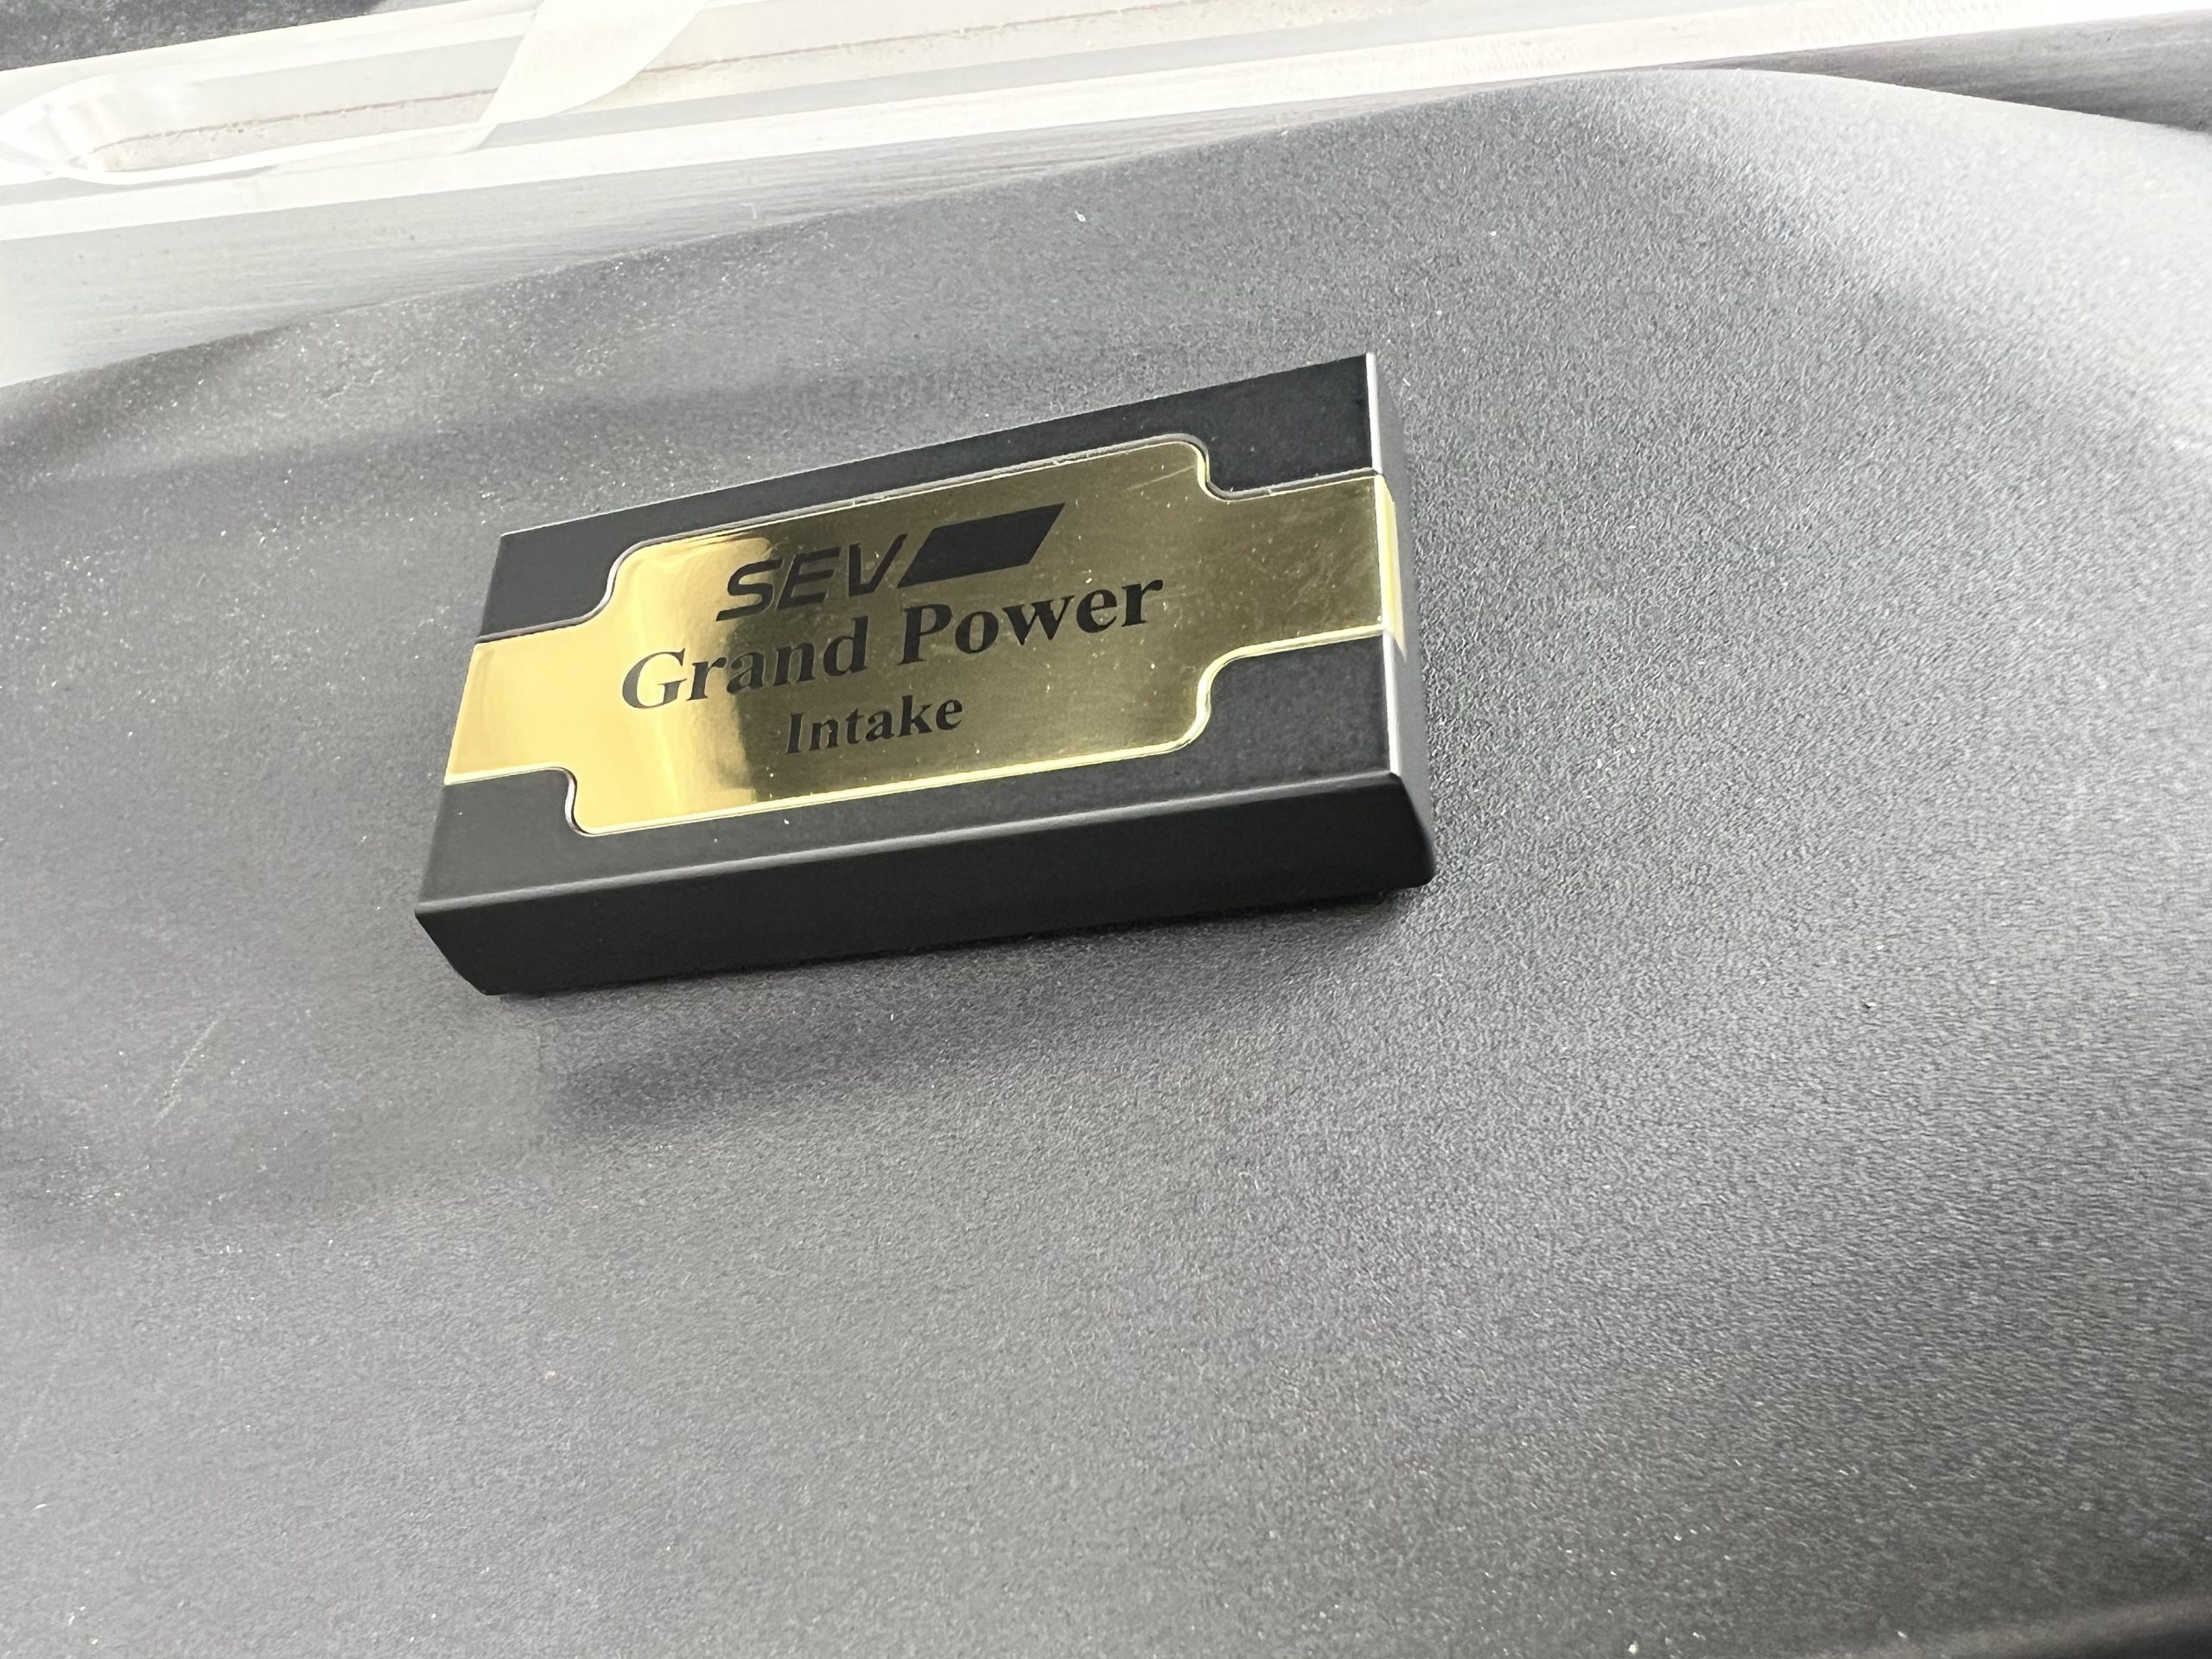 SEV
Grand Power
Intake